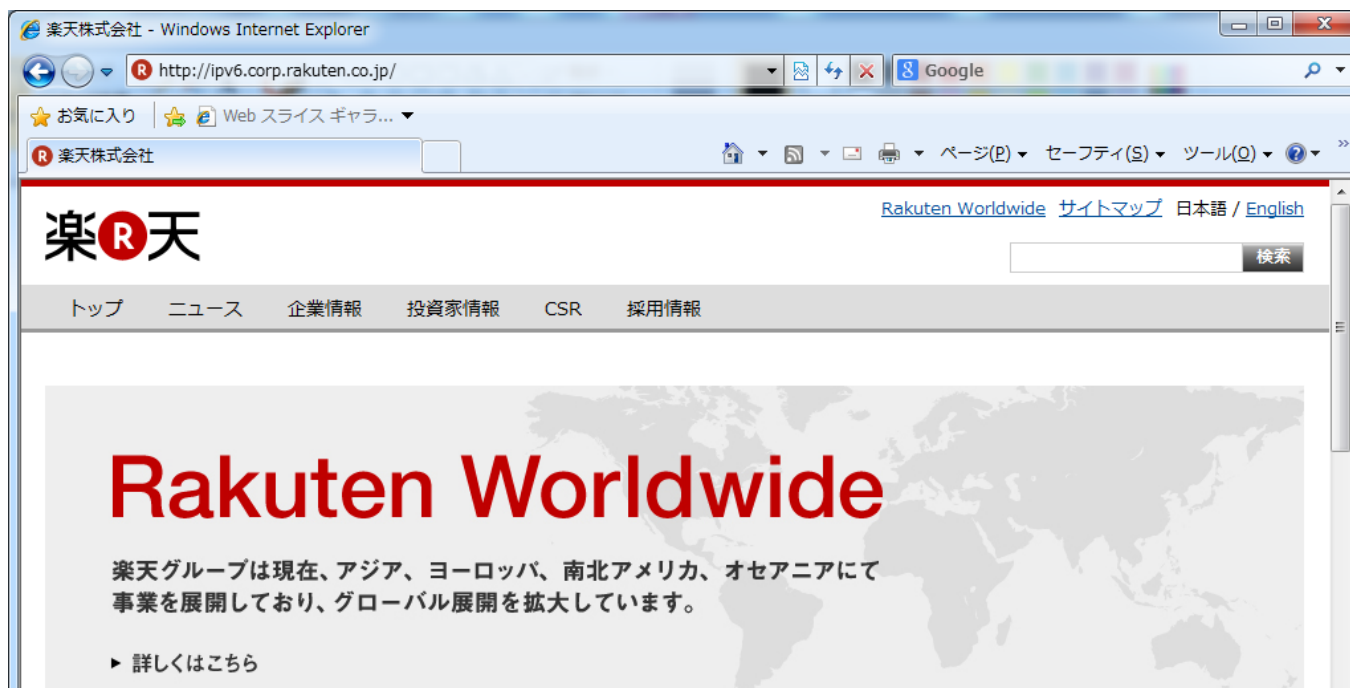 楽天株式会社 - Windows Internet Explorer
http://ipv6.corp.rakuten.co.jp/
Google
お気に入り Web スライス ギャラ...
楽天株式会社
ページ(P) セーフティ(S) ツール(O)
Rakuten Worldwide サイトマップ 日本語 / English
楽R天
検索
トップ ニュース 企業情報 投資家情報 CSR 採用情報
Rakuten Worldwide
楽天グループは現在、アジア、ヨーロッパ、南北アメリカ、オセアニアにて
事業を展開しており、グローバル展開を拡大しています。
詳しくはこちら